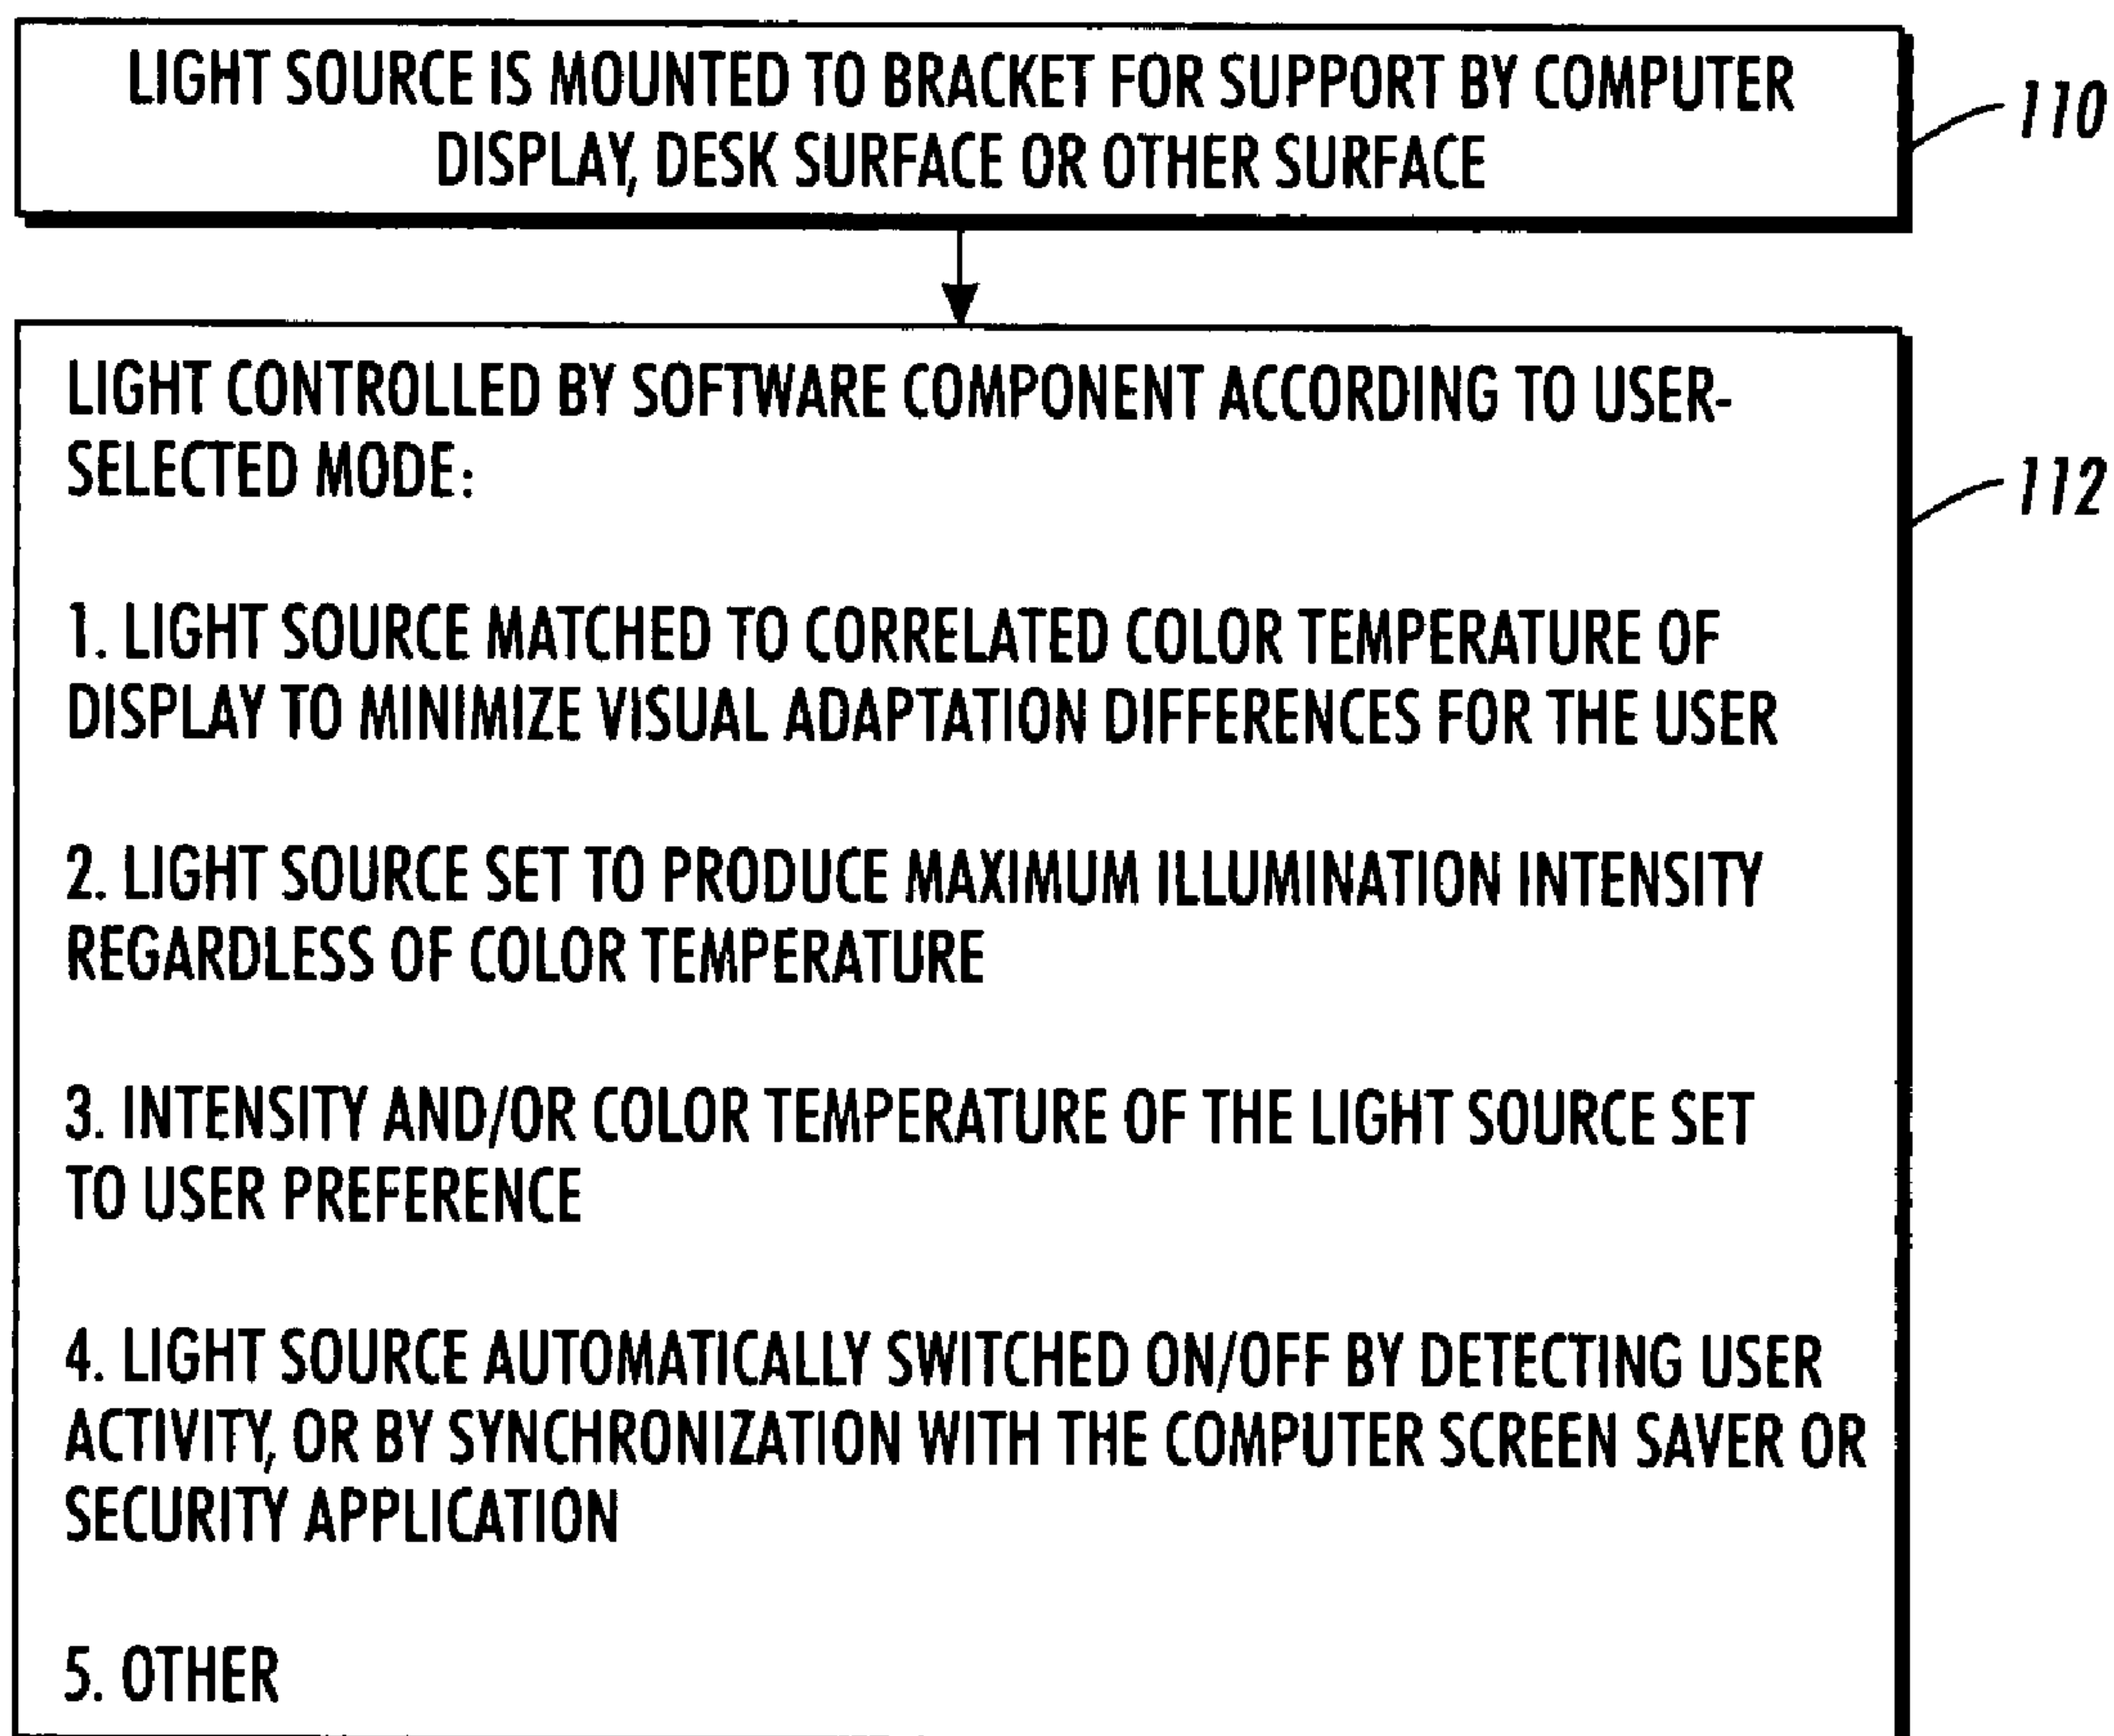 LIGHT SOURCE IS MOUNTED TO BRACKET FOR SUPPORT BY COMPUTER
DISPLAY, DESK SURFACE OR OTHER SURFACE
110
LIGHT CONTROLLED BY SOFTWARE COMPONENT ACCORDING TO USER-
SELECTED MODE:
112
1. LIGHT SOURCE MATCHED TO CORRELATED COLOR TEMPERATURE OF
DISPLAY TO MINIMIZE VISUAL ADAPTATION DIFFERENCES FOR THE USER
2. LIGHT SOURCE SET TO PRODUCE MAXIMUM ILLUMINATION INTENSITY
REGARDLESS OF COLOR TEMPERATURE
3. INTENSITY AND/OR COLOR TEMPERATURE OF THE LIGHT SOURCE SET
TO USER PREFERENCE
4. LIGHT SOURCE AUTOMATICALLY SWITCHED ON/OFF BY DETECTING USER
ACTIVITY, OR BY SYNCHRONIZATION WITH THE COMPUTER SCREEN SAVER OR
SECURITY APPLICATION
5. OTHER